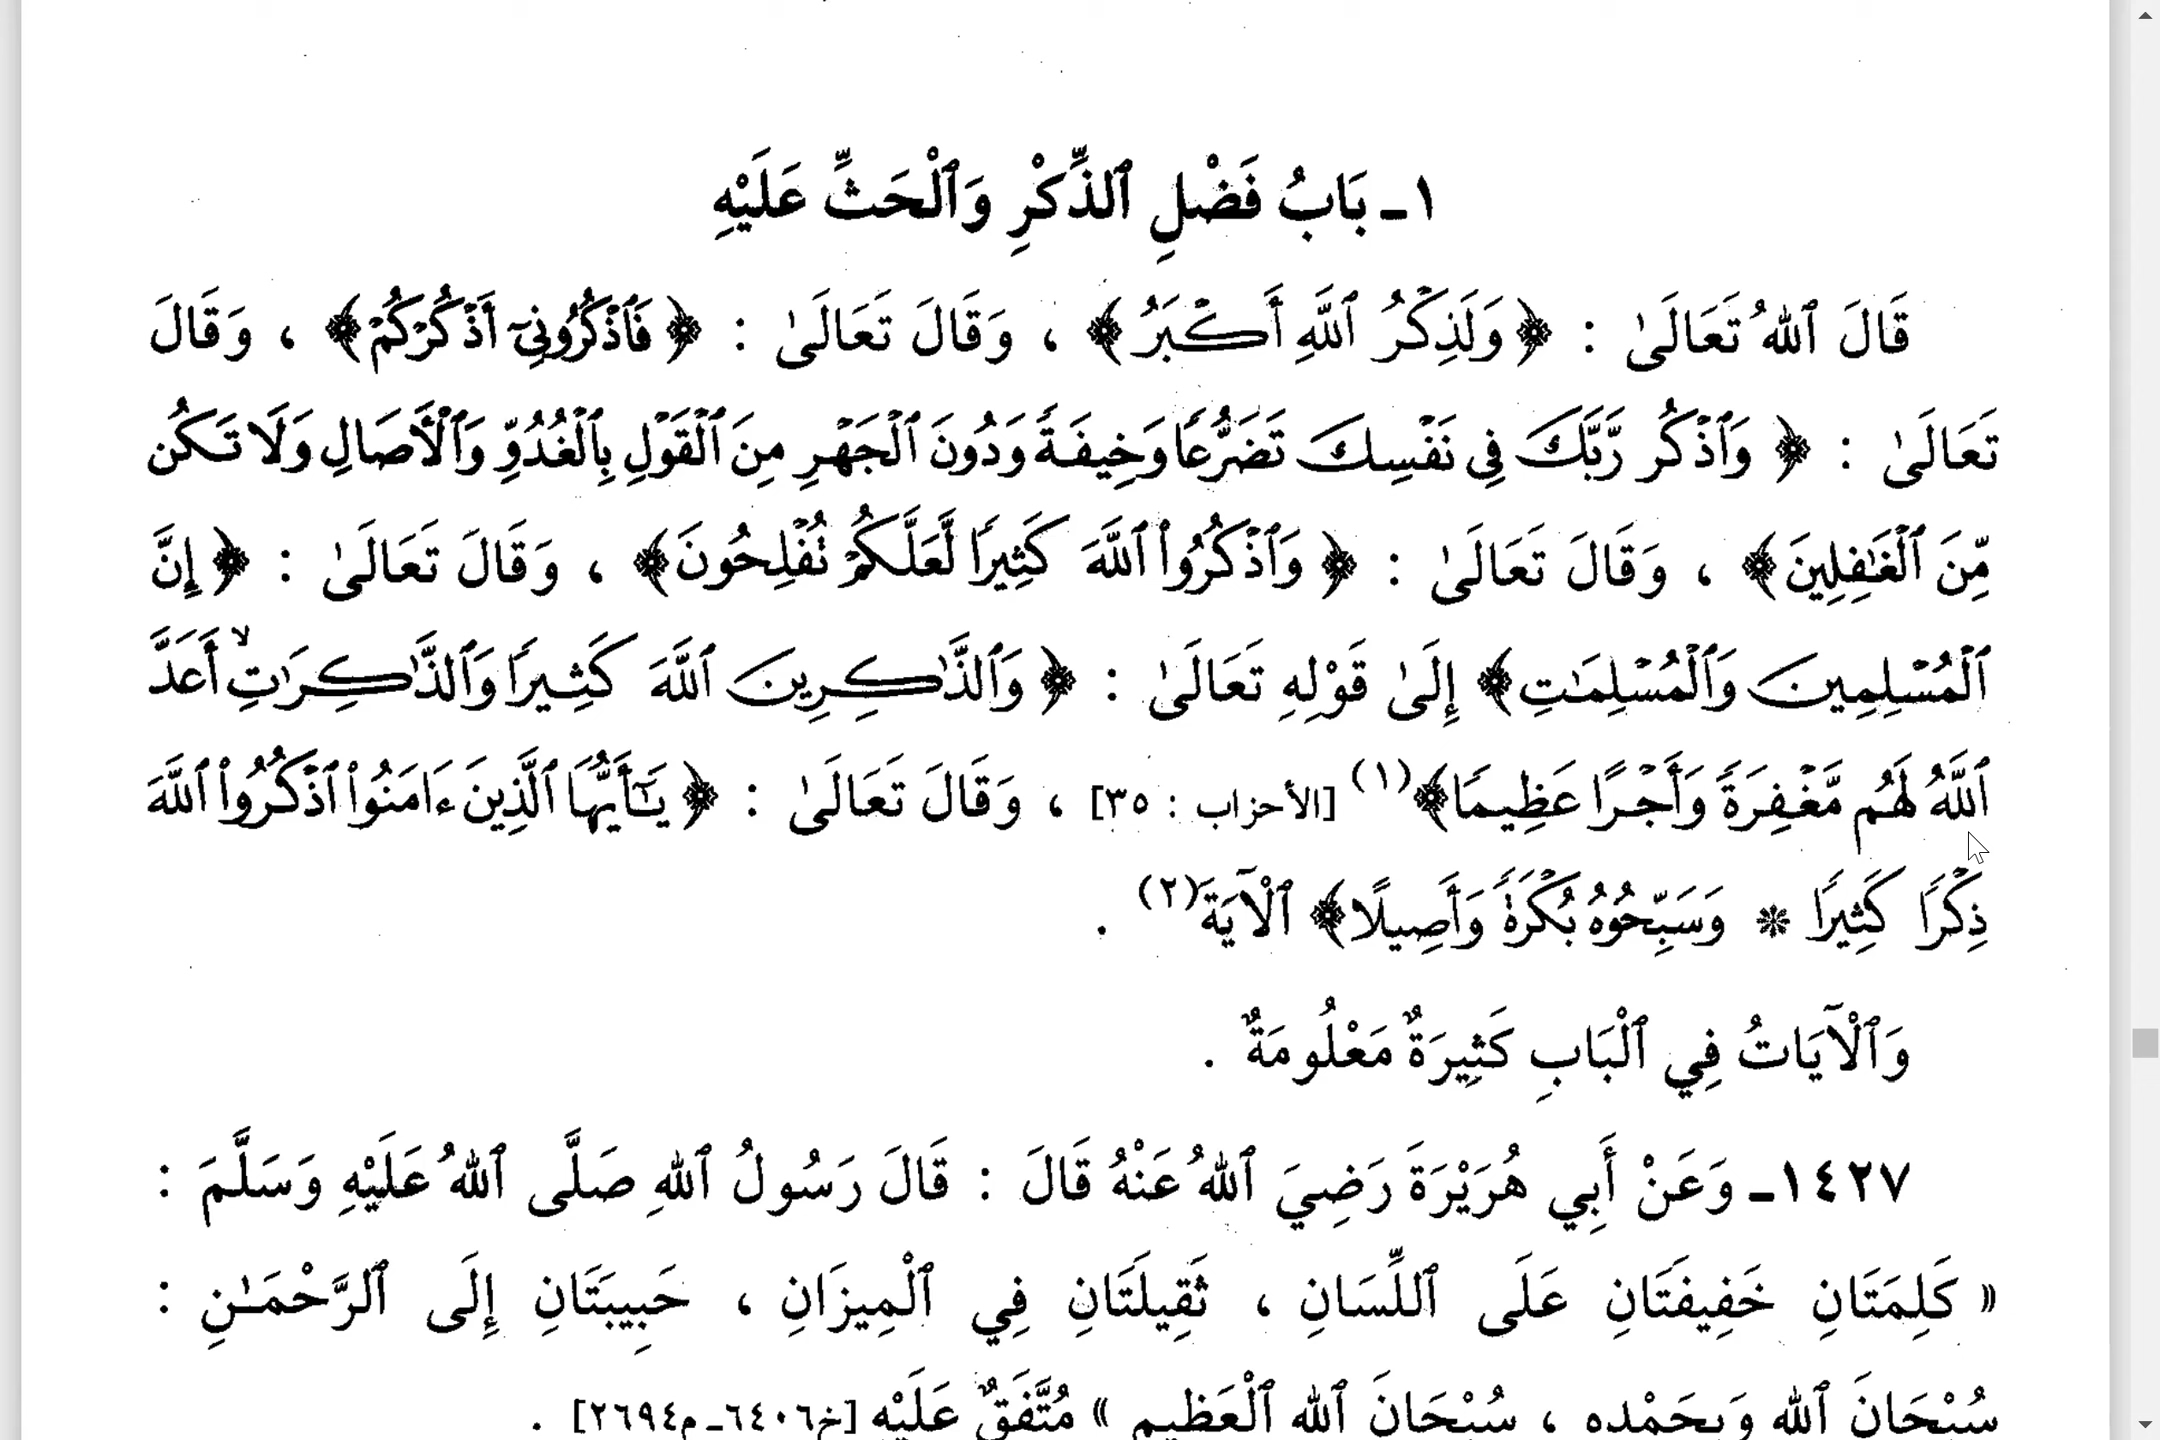 ١ـ بَابُ فَضْلِ ٱلذِّكْرِ وَٱلْحَثِّ عَلَيْهِ
قَالَ ٱللهُ تَعَالَىٰ : ﴿وَلَذِكْرُ ٱللَّهِ أَكْبَرُ﴾ ، وَقَالَ تَعَالَىٰ : ﴿فَٱذْكُرُونِىٓ أَذْكُرْكُمْ﴾ ، وَقَالَ
تَعَالَىٰ : ﴿وَٱذْكُر رَّبَّكَ فِى نَفْسِكَ تَضَرُّعًا وَخِيفَةً وَدُونَ ٱلْجَهْرِ مِنَ ٱلْقَوْلِ بِٱلْغُدُوِّ وَٱلْأَصَالِ وَلَا تَكُن
مِّنَ ٱلْغَٰفِلِينَ﴾ ، وَقَالَ تَعَالَىٰ : ﴿وَٱذْكُرُوا۟ ٱللَّهَ كَثِيرًا لَّعَلَّكُمْ تُفْلِحُونَ﴾ ، وَقَالَ تَعَالَىٰ : ﴿إِنَّ
ٱلْمُسْلِمِينَ وَٱلْمُسْلِمَٰتِ﴾ إِلَىٰ قَوْلِهِ تَعَالَىٰ : ﴿وَٱلذَّٰكِرِينَ ٱللَّهَ كَثِيرًا وَٱلذَّٰكِرَٰتِ ۙ أَعَدَّ
ٱللَّهُ لَهُم مَّغْفِرَةً وَأَجْرًا عَظِيمًا﴾(١) [الأحزاب : ٣٥] ، وَقَالَ تَعَالَىٰ : ﴿يَٰٓأَيُّهَا ٱلَّذِينَ ءَامَنُوا۟ ٱذْكُرُوا۟ ٱللَّهَ
ذِكْرًا كَثِيرًا * وَسَبِّحُوهُ بُكْرَةً وَأَصِيلًا﴾ ٱلْآيَةَ(٢) .
وَٱلْآيَاتُ فِي ٱلْبَابِ كَثِيرَةٌ مَعْلُومَةٌ .
١٤٢٧ـ وَعَنْ أَبِي هُرَيْرَةَ رَضِيَ ٱللهُ عَنْهُ قَالَ : قَالَ رَسُولُ ٱللهِ صَلَّى ٱللهُ عَلَيْهِ وَسَلَّمَ :
« كَلِمَتَانِ خَفِيفَتَانِ عَلَى ٱللِّسَانِ ، ثَقِيلَتَانِ فِي ٱلْمِيزَانِ ، حَبِيبَتَانِ إِلَى ٱلرَّحْمَـٰنِ :
سُبْحَانَ ٱلله وَبِحَمْدِه ، سُبْحَانَ ٱلله ٱلْعَظِيم » مُتَّفَقٌ عَلَيْهِ [خ٦٤٠٦ـ م٢٦٩٤] .